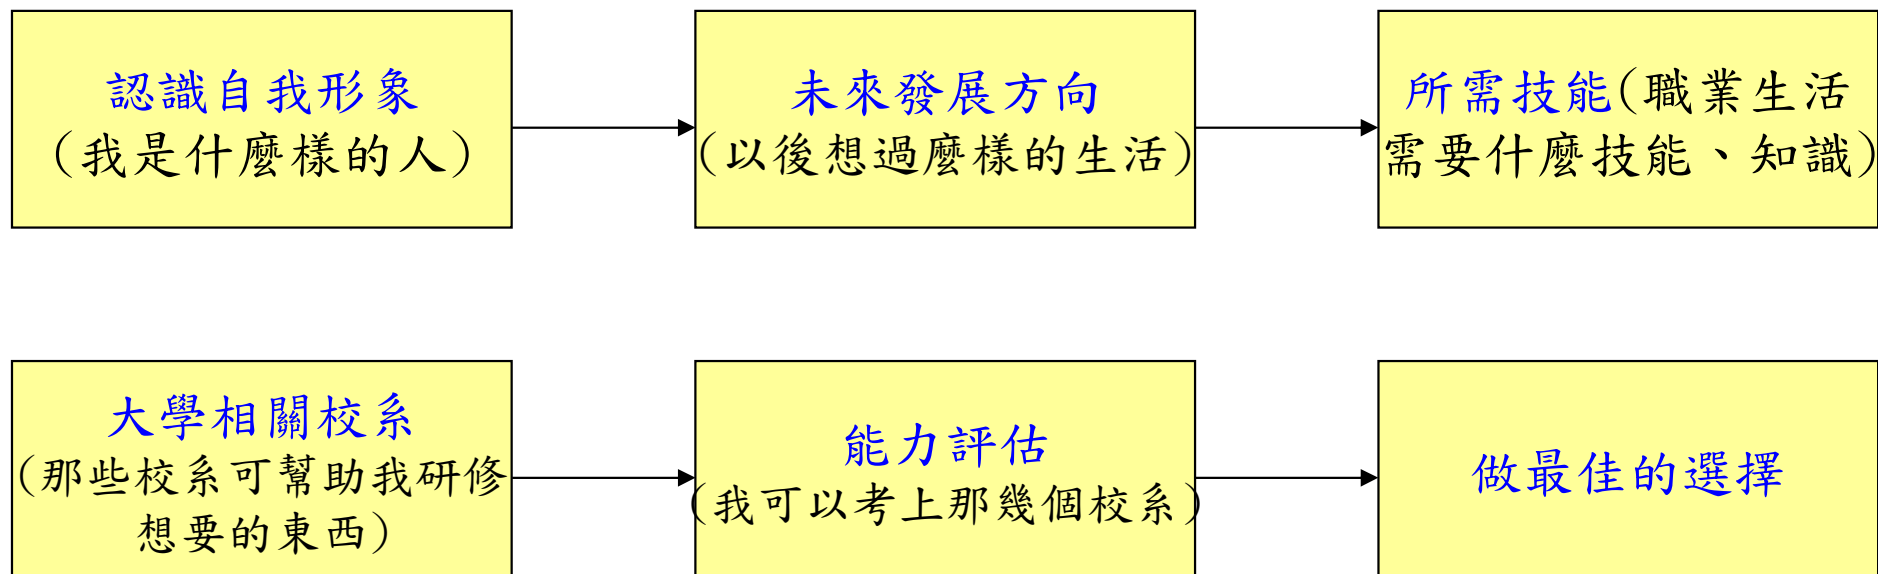 認識自我形象
(我是什麼樣的人)
未來發展方向
(以後想過麼樣的生活)
所需技能(職業生活
需要什麼技能、知識)
大學相關校系
(那些校系可幫助我研修
想要的東西)
能力評估
(我可以考上那幾個校系)
做最佳的選擇